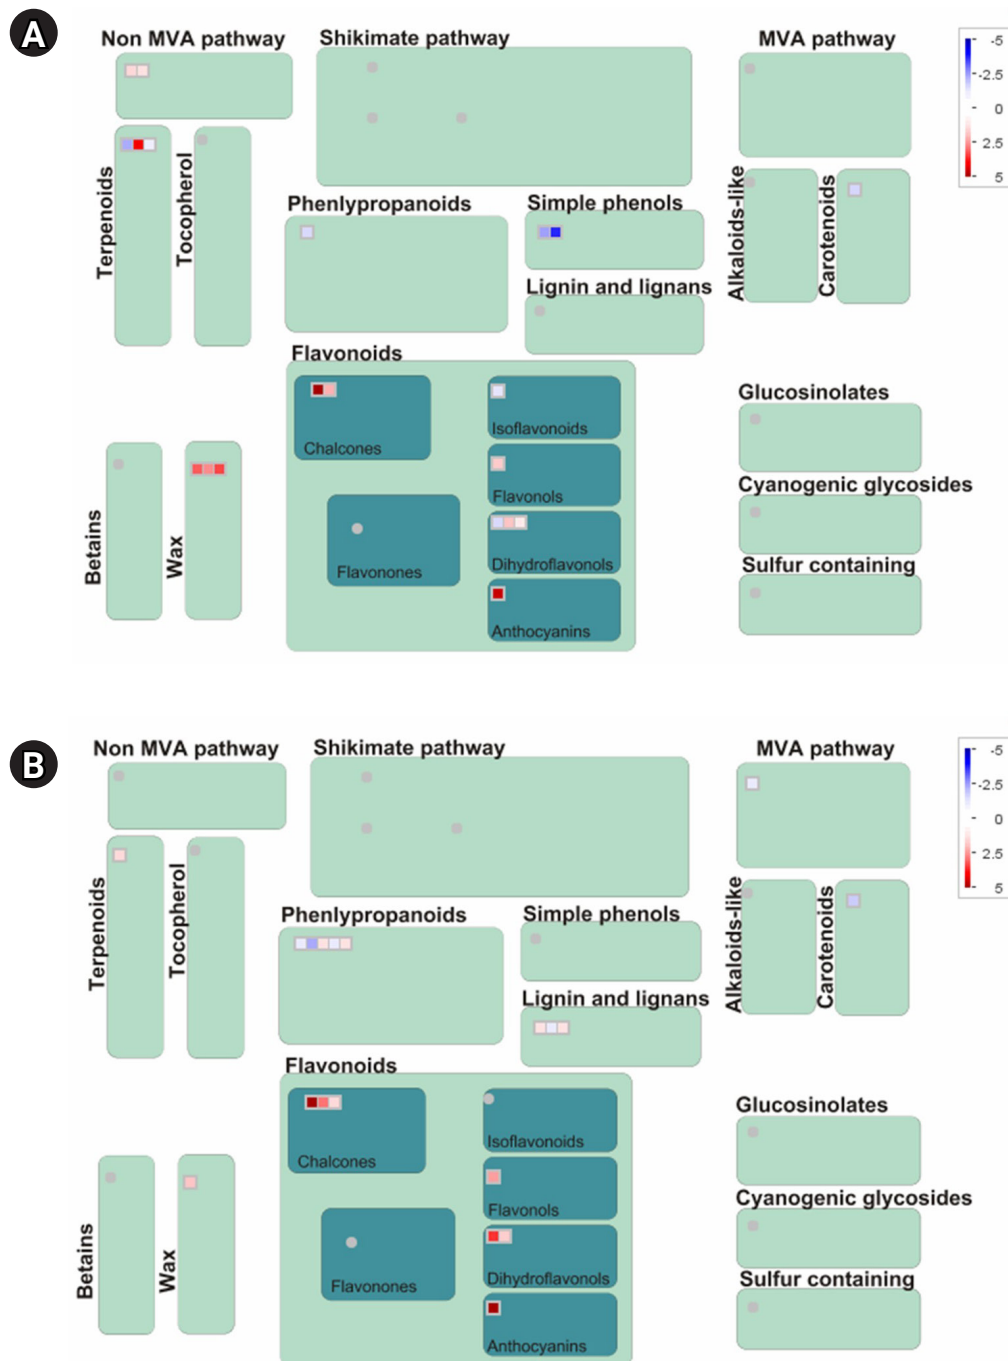 A
Non MVA pathway
Shikimate pathway
MVA pathway
-5
-2.5
0
2.5
5
Terpenoids
Tocopherol
Phenlypropanoids
Simple phenols
Alkaloids-like
Carotenoids
Lignin and lignans
Flavonoids
Chalcones
Isoflavonoids
Flavonols
Flavonones
Dihydroflavonols
Anthocyanins
Betains
Wax
Glucosinolates
Cyanogenic glycosides
Sulfur containing
B
Non MVA pathway
Shikimate pathway
MVA pathway
-5
-2.5
0
2.5
5
Terpenoids
Tocopherol
Phenlypropanoids
Simple phenols
Alkaloids-like
Carotenoids
Lignin and lignans
Flavonoids
Chalcones
Isoflavonoids
Flavonols
Flavonones
Dihydroflavonols
Anthocyanins
Betains
Wax
Glucosinolates
Cyanogenic glycosides
Sulfur containing